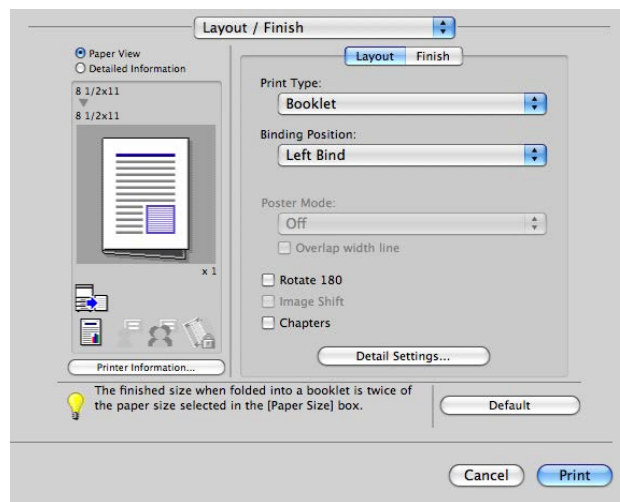 Layout / Finish
Paper View
Detailed Information
8 1/2x11
8 1/2x11
x 1
Printer Information...
Layout Finish
Print Type:
Booklet
Binding Position:
Left Bind
Poster Mode:
Off
Overlap width line
Rotate 180
Image Shift
Chapters
Detail Settings...
The finished size when folded into a booklet is twice of
the paper size selected in the [Paper Size] box.
Default
Cancel Print